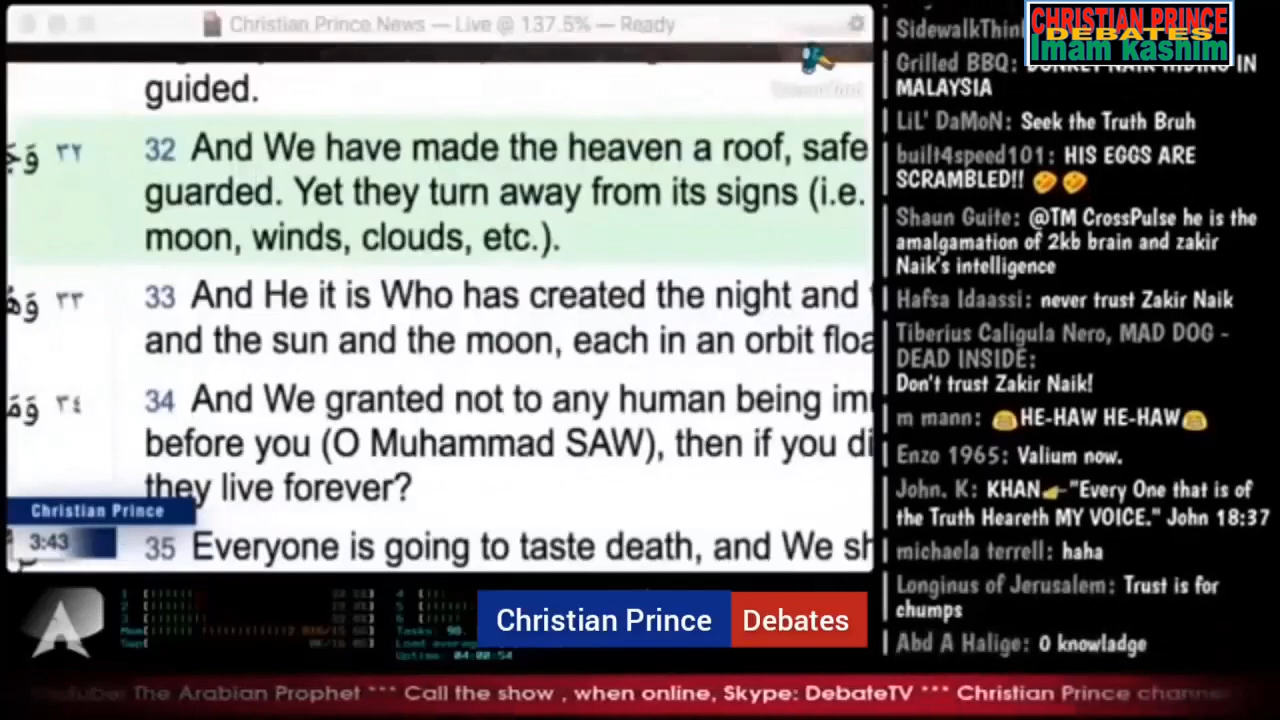 Christian Prince News — Live @ 137.5% — Ready
guided.
٣٢
32 And We have made the heaven a roof, safe
guarded. Yet they turn away from its signs (i.e.
moon, winds, clouds, etc.).
٣٣
33 And He it is Who has created the night and
and the sun and the moon, each in an orbit floa
٣٤
34 And We granted not to any human being im
before you (O Muhammad SAW), then if you di
they live forever?
35 Everyone is going to taste death, and We sh
Christian Prince
3:43
Christian Prince Debates
The Arabian Prophet *** Call the show , when online, Skype: DebateTV *** Christian Prince channe
CHRISTIAN PRINCE
DEBATES
Imam kashim
SidewalkThin
Grilled BBQ: DONKEY NAIK HIDING IN
MALAYSIA
LiL' DaMoN: Seek the Truth Bruh
built4speed101: HIS EGGS ARE
SCRAMBLED!!
Shaun Guite: @TM CrossPulse he is the
amalgamation of 2kb brain and zakir
Naik's intelligence
Hafsa Idaassi: never trust Zakir Naik
Tiberius Caligula Nero, MAD DOG -
DEAD INSIDE:
Don't trust Zakir Naik!
m mann: HE-HAW HE-HAW
Enzo 1965: Valium now.
John. K: KHAN "Every One that is of
the Truth Heareth MY VOICE." John 18:37
michaela terrell: haha
Longinus of Jerusalem: Trust is for
chumps
Abd A Halige: 0 knowladge